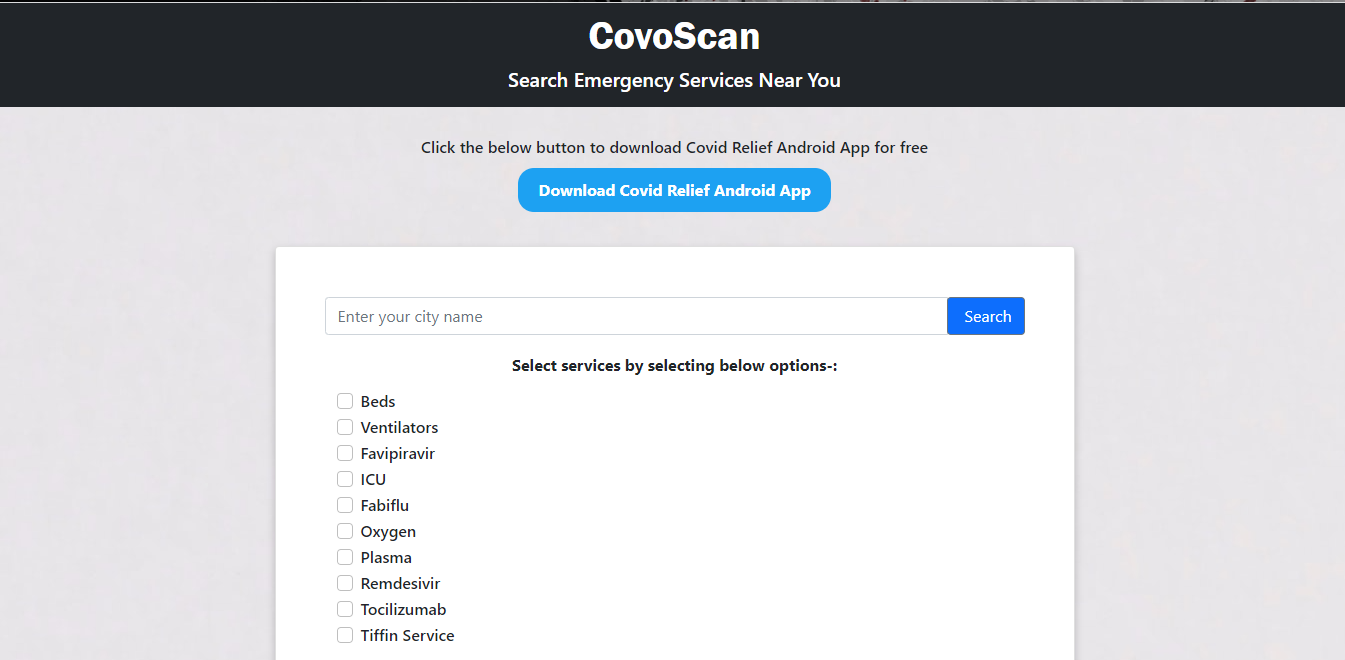 CovoScan
Search Emergency Services Near You
Click the below button to download Covid Relief Android App for free
Download Covid Relief Android App
Enter your city name
Search
Select services by selecting below options-:
Beds
Ventilators
Favipiravir
ICU
Fabiflu
Oxygen
Plasma
Remdesivir
Tocilizumab
Tiffin Service